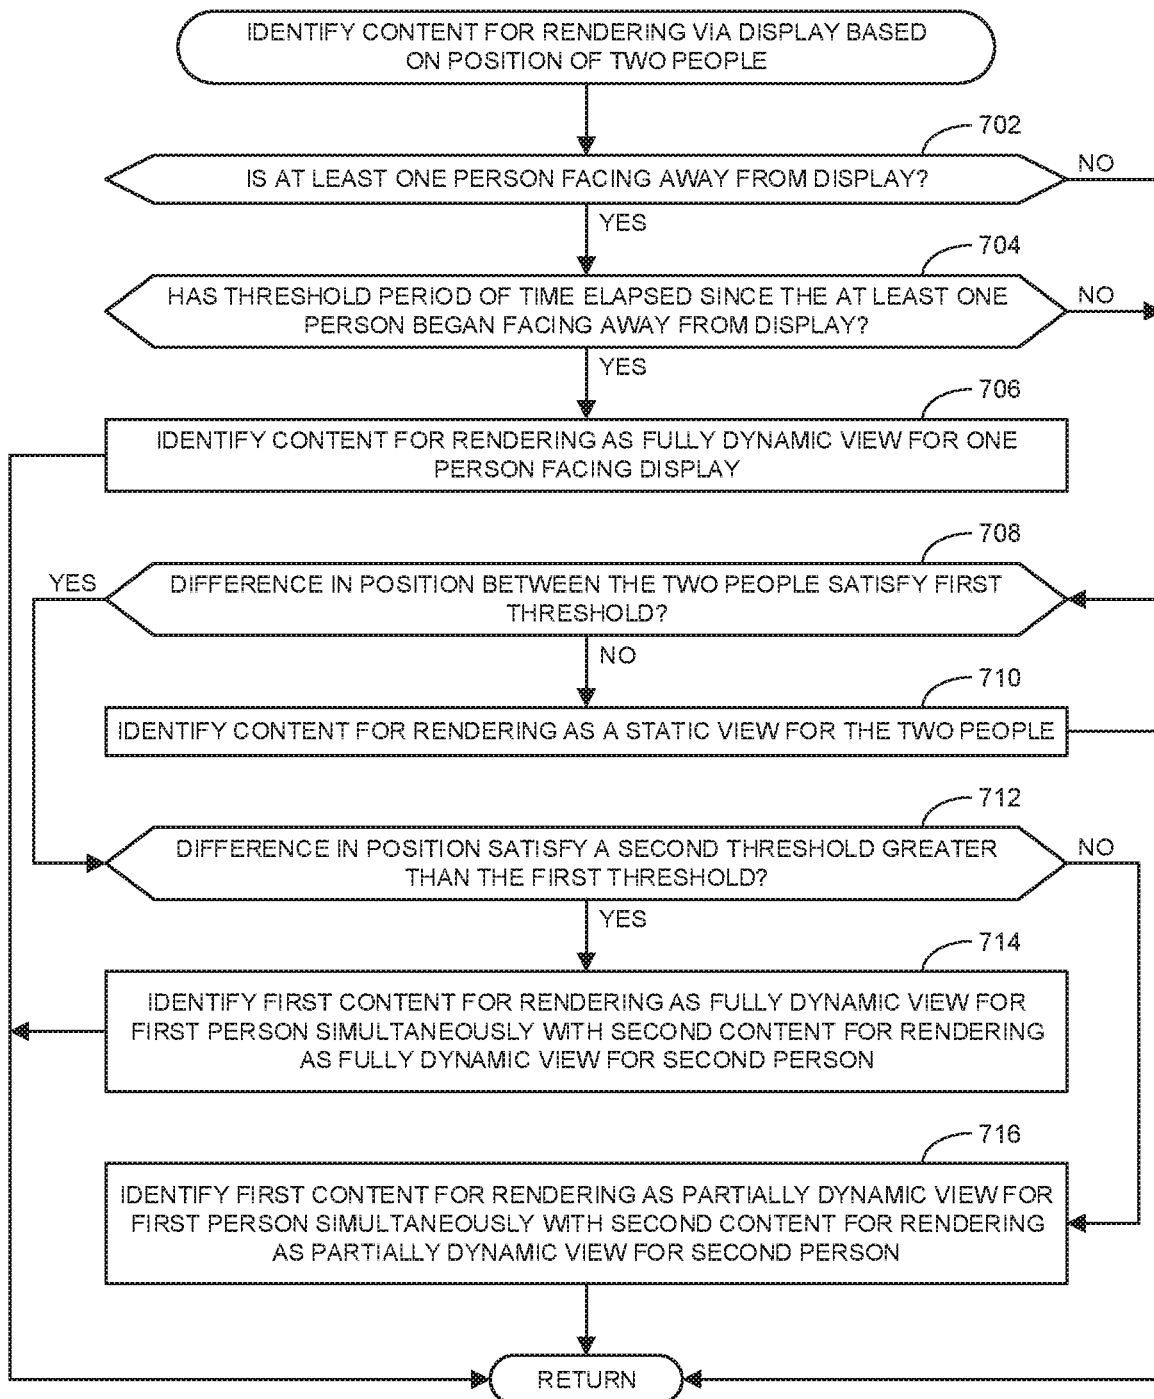 IDENTIFY CONTENT FOR RENDERING VIA DISPLAY BASED
ON POSITION OF TWO PEOPLE
702
IS AT LEAST ONE PERSON FACING AWAY FROM DISPLAY?
NO
YES
704
HAS THRESHOLD PERIOD OF TIME ELAPSED SINCE THE AT LEAST ONE
PERSON BEGAN FACING AWAY FROM DISPLAY?
NO
YES
706
IDENTIFY CONTENT FOR RENDERING AS FULLY DYNAMIC VIEW FOR ONE
PERSON FACING DISPLAY
708
YES
DIFFERENCE IN POSITION BETWEEN THE TWO PEOPLE SATISFY FIRST
THRESHOLD?
NO
710
IDENTIFY CONTENT FOR RENDERING AS A STATIC VIEW FOR THE TWO PEOPLE
712
DIFFERENCE IN POSITION SATISFY A SECOND THRESHOLD GREATER
THAN THE FIRST THRESHOLD?
NO
YES
714
IDENTIFY FIRST CONTENT FOR RENDERING AS FULLY DYNAMIC VIEW FOR
FIRST PERSON SIMULTANEOUSLY WITH SECOND CONTENT FOR RENDERING
AS FULLY DYNAMIC VIEW FOR SECOND PERSON
716
IDENTIFY FIRST CONTENT FOR RENDERING AS PARTIALLY DYNAMIC VIEW FOR
FIRST PERSON SIMULTANEOUSLY WITH SECOND CONTENT FOR RENDERING
AS PARTIALLY DYNAMIC VIEW FOR SECOND PERSON
RETURN